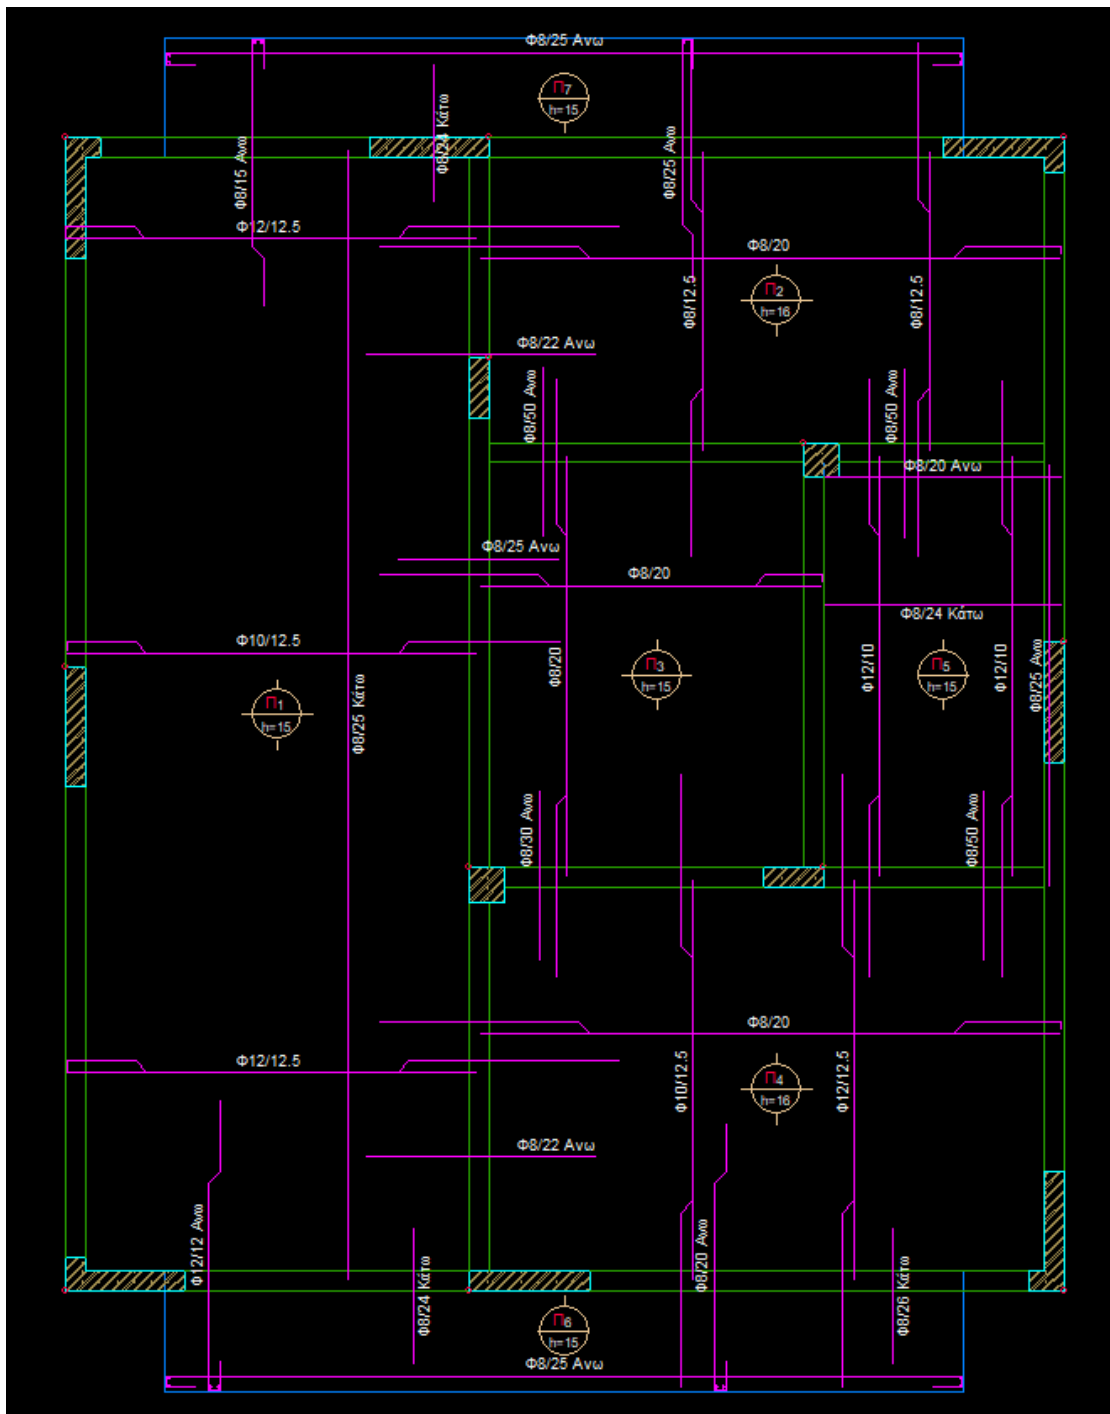 Φ8/25 Ανω
Π7
h=15
Φ8/24 Κάτω
Φ8/15 Ανω
Φ8/25 Ανω
Φ12/12.5
Φ8/20
Π2
h=16
Φ8/12.5
Φ8/12.5
Φ8/22 Ανω
Φ8/50 Ανω
Φ8/50 Ανω
Φ8/20 Ανω
Φ8/25 Ανω
Φ8/20
Φ8/24 Κάτω
Φ10/12.5
Φ8/20
Π3
h=15
Φ12/10
Π5
h=15
Φ12/10
Φ8/25 Ανω
Π1
h=15
Φ8/25 Κάτω
Φ8/30 Ανω
Φ8/50 Ανω
Φ8/20
Φ12/12.5
Φ10/12.5
Π4
h=16
Φ12/12.5
Φ8/22 Ανω
Φ12/12 Ανω
Φ8/20 Ανω
Φ8/24 Κάτω
Φ8/26 Κάτω
Π6
h=15
Φ8/25 Ανω